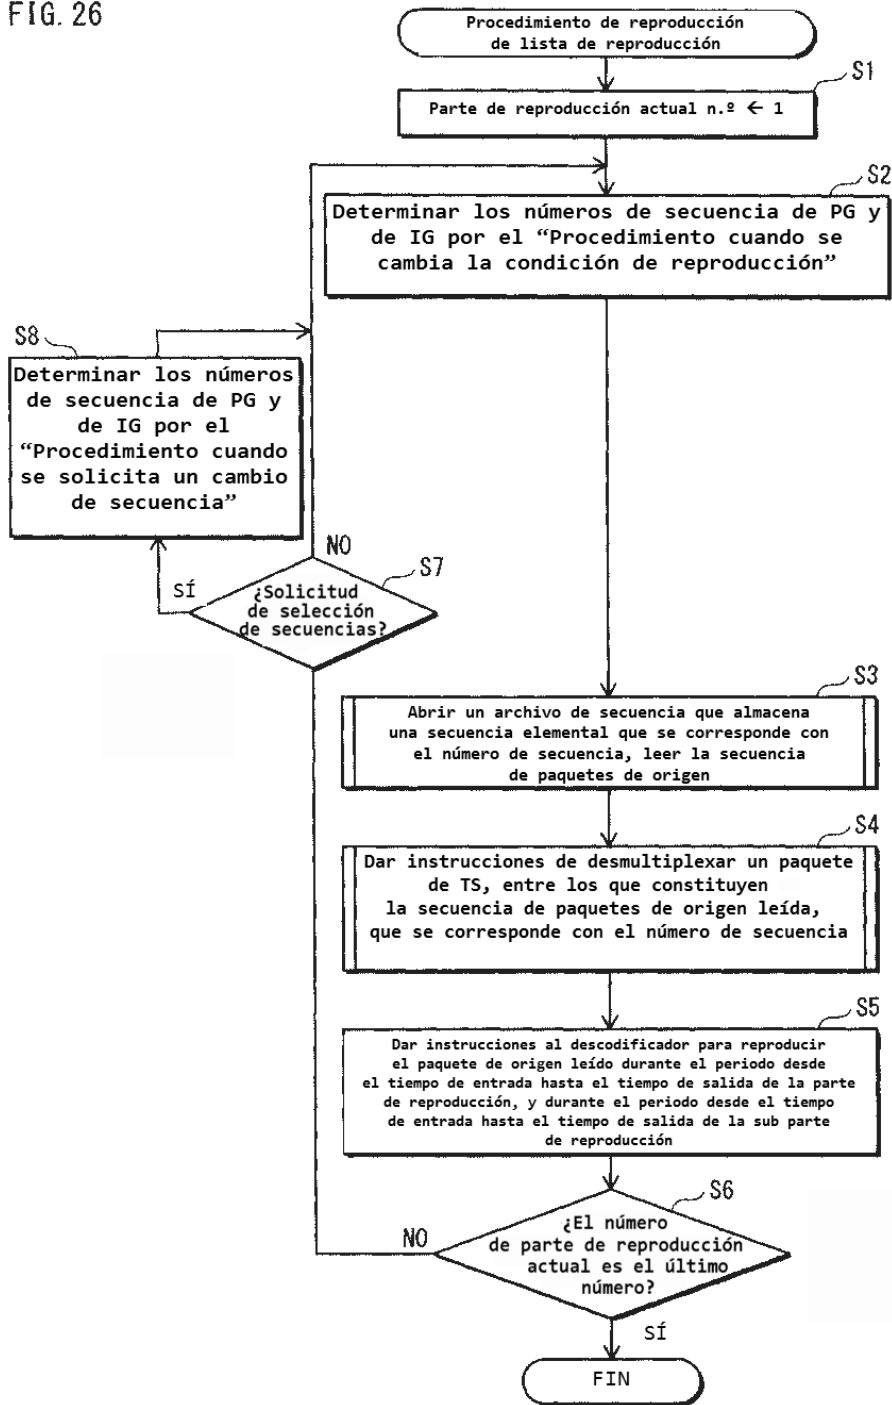 FIG. 26
Procedimiento de reproducción
de lista de reproducción
S1
Parte de reproducción actual n.º ← 1
S2
Determinar los números de secuencia de PG y
de IG por el “Procedimiento cuando se
cambia la condición de reproducción”
S8
Determinar los números
de secuencia de PG y
de IG por el
“Procedimiento cuando
se solicita un cambio
de secuencia”
NO
S7
SÍ
¿Solicitud
de selección
de secuencias?
S3
Abrir un archivo de secuencia que almacena
una secuencia elemental que se corresponde con
el número de secuencia, leer la secuencia
de paquetes de origen
S4
Dar instrucciones de desmultiplexar un paquete
de TS, entre los que constituyen
la secuencia de paquetes de origen leída,
que se corresponde con el número de secuencia
S5
Dar instrucciones al descodificador para reproducir
el paquete de origen leído durante el periodo desde
el tiempo de entrada hasta el tiempo de salida de la parte
de reproducción, y durante el periodo desde el tiempo
de entrada hasta el tiempo de salida de la sub parte
de reproducción
S6
NO
¿El número
de parte de reproducción
actual es el último
número?
SÍ
FIN